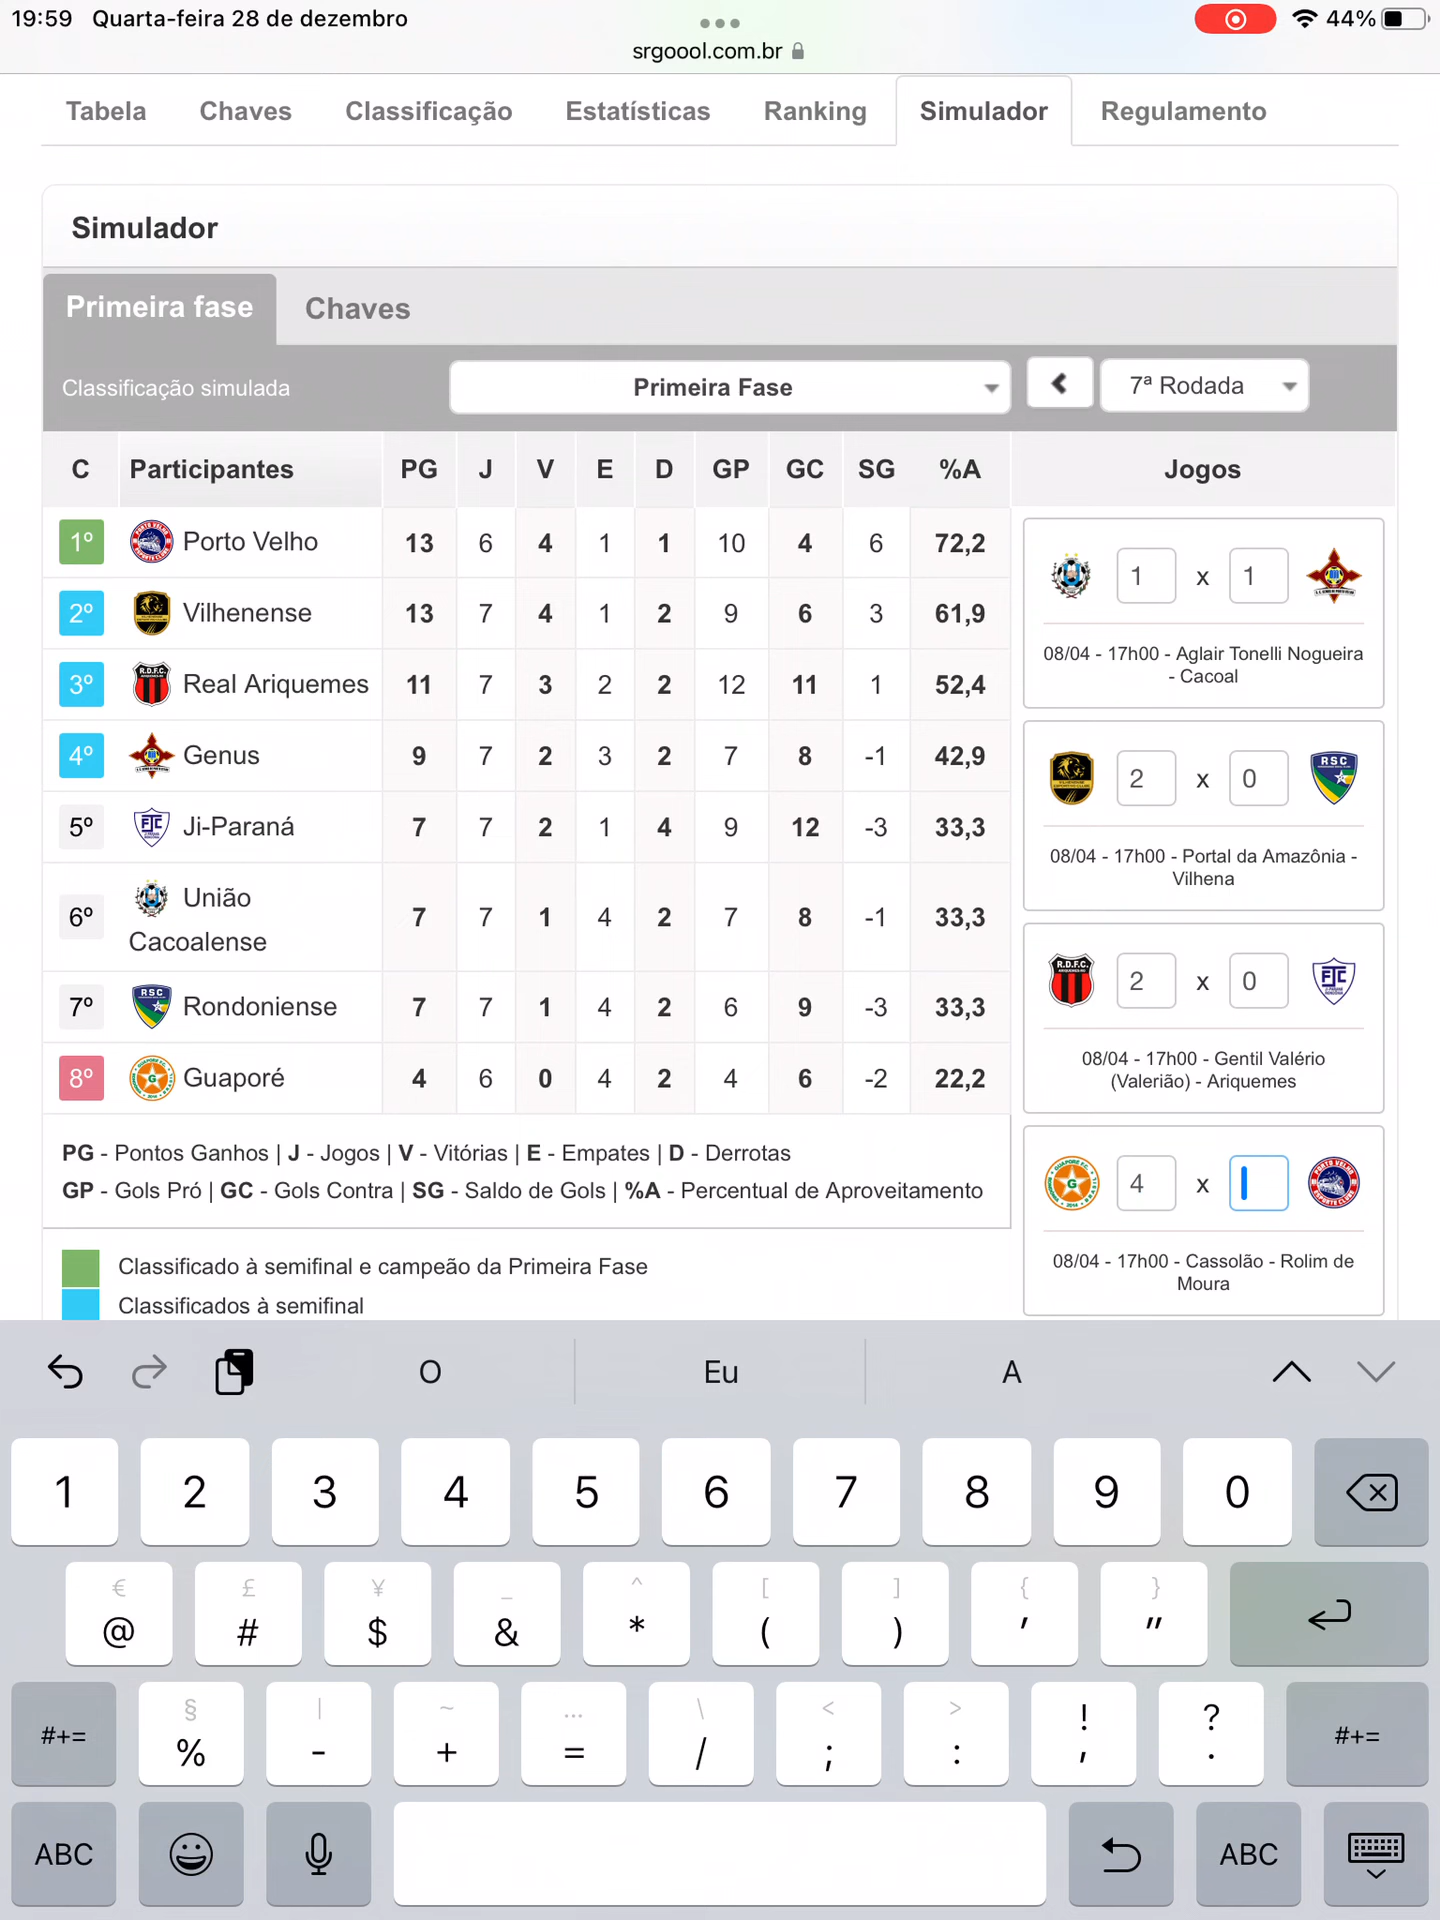 19:59 Quarta-feira 28 de dezembro
44%
srgoool.com.br
Tabela Chaves Classificação Estatísticas Ranking Simulador Regulamento
Simulador
Primeira fase Chaves
Classificação simulada Primeira Fase 7ª Rodada
C Participantes PG J V E D GP GC SG %A Jogos
1º Porto Velho 13 6 4 1 1 10 4 6 72,2
2º Vilhenense 13 7 4 1 2 9 6 3 61,9
3º Real Ariquemes 11 7 3 2 2 12 11 1 52,4
4º Genus 9 7 2 3 2 7 8 -1 42,9
5º Ji-Paraná 7 7 2 1 4 9 12 -3 33,3
6º União Cacoalense 7 7 1 4 2 7 8 -1 33,3
7º Rondoniense 7 7 1 4 2 6 9 -3 33,3
8º Guaporé 4 6 0 4 2 4 6 -2 22,2
PG - Pontos Ganhos | J - Jogos | V - Vitórias | E - Empates | D - Derrotas
GP - Gols Pró | GC - Gols Contra | SG - Saldo de Gols | %A - Percentual de Aproveitamento
Classificado à semifinal e campeão da Primeira Fase
Classificados à semifinal
1 x 1
08/04 - 17h00 - Aglair Tonelli Nogueira
- Cacoal
2 x 0
RSC
08/04 - 17h00 - Portal da Amazônia -
Vilhena
R.D.F.C.
2 x 0
08/04 - 17h00 - Gentil Valério
(Valerião) - Ariquemes
4 x
08/04 - 17h00 - Cassolão - Rolim de
Moura
O Eu A
1 2 3 4 5 6 7 8 9 0
€ £ ¥ _ ^ [ ] { }
@ # $ & * ( ) ' "
§ | ~ … \ < > ! ?
#+= % - + = / ; : , . #+=
ABC ABC